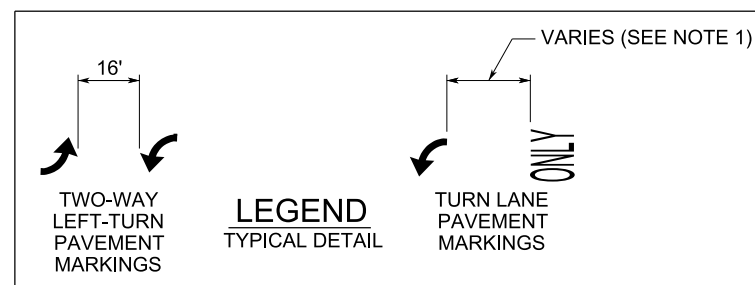 VARIES (SEE NOTE 1)
16'
ONLY
TWO-WAY
LEFT-TURN
PAVEMENT
MARKINGS
LEGEND
TYPICAL DETAIL
TURN LANE
PAVEMENT
MARKINGS